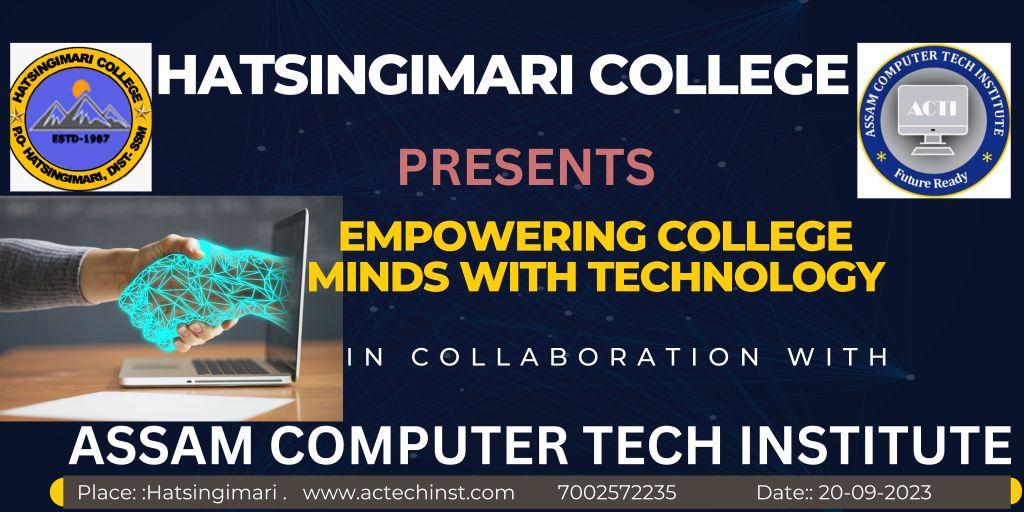 HATSINGIMARI COLLEGE
HATSINGIMARI COLLEGE
ESTD-1987
P.O- HATSINGIMARI, DIST- SSM
ASSAM COMPUTER TECH INSTITUTE
ACTI
Future Ready
PRESENTS
EMPOWERING COLLEGE
MINDS WITH TECHNOLOGY
IN COLLABORATION WITH
ASSAM COMPUTER TECH INSTITUTE
Place: :Hatsingimari . www.actechinst.com 7002572235 Date:: 20-09-2023